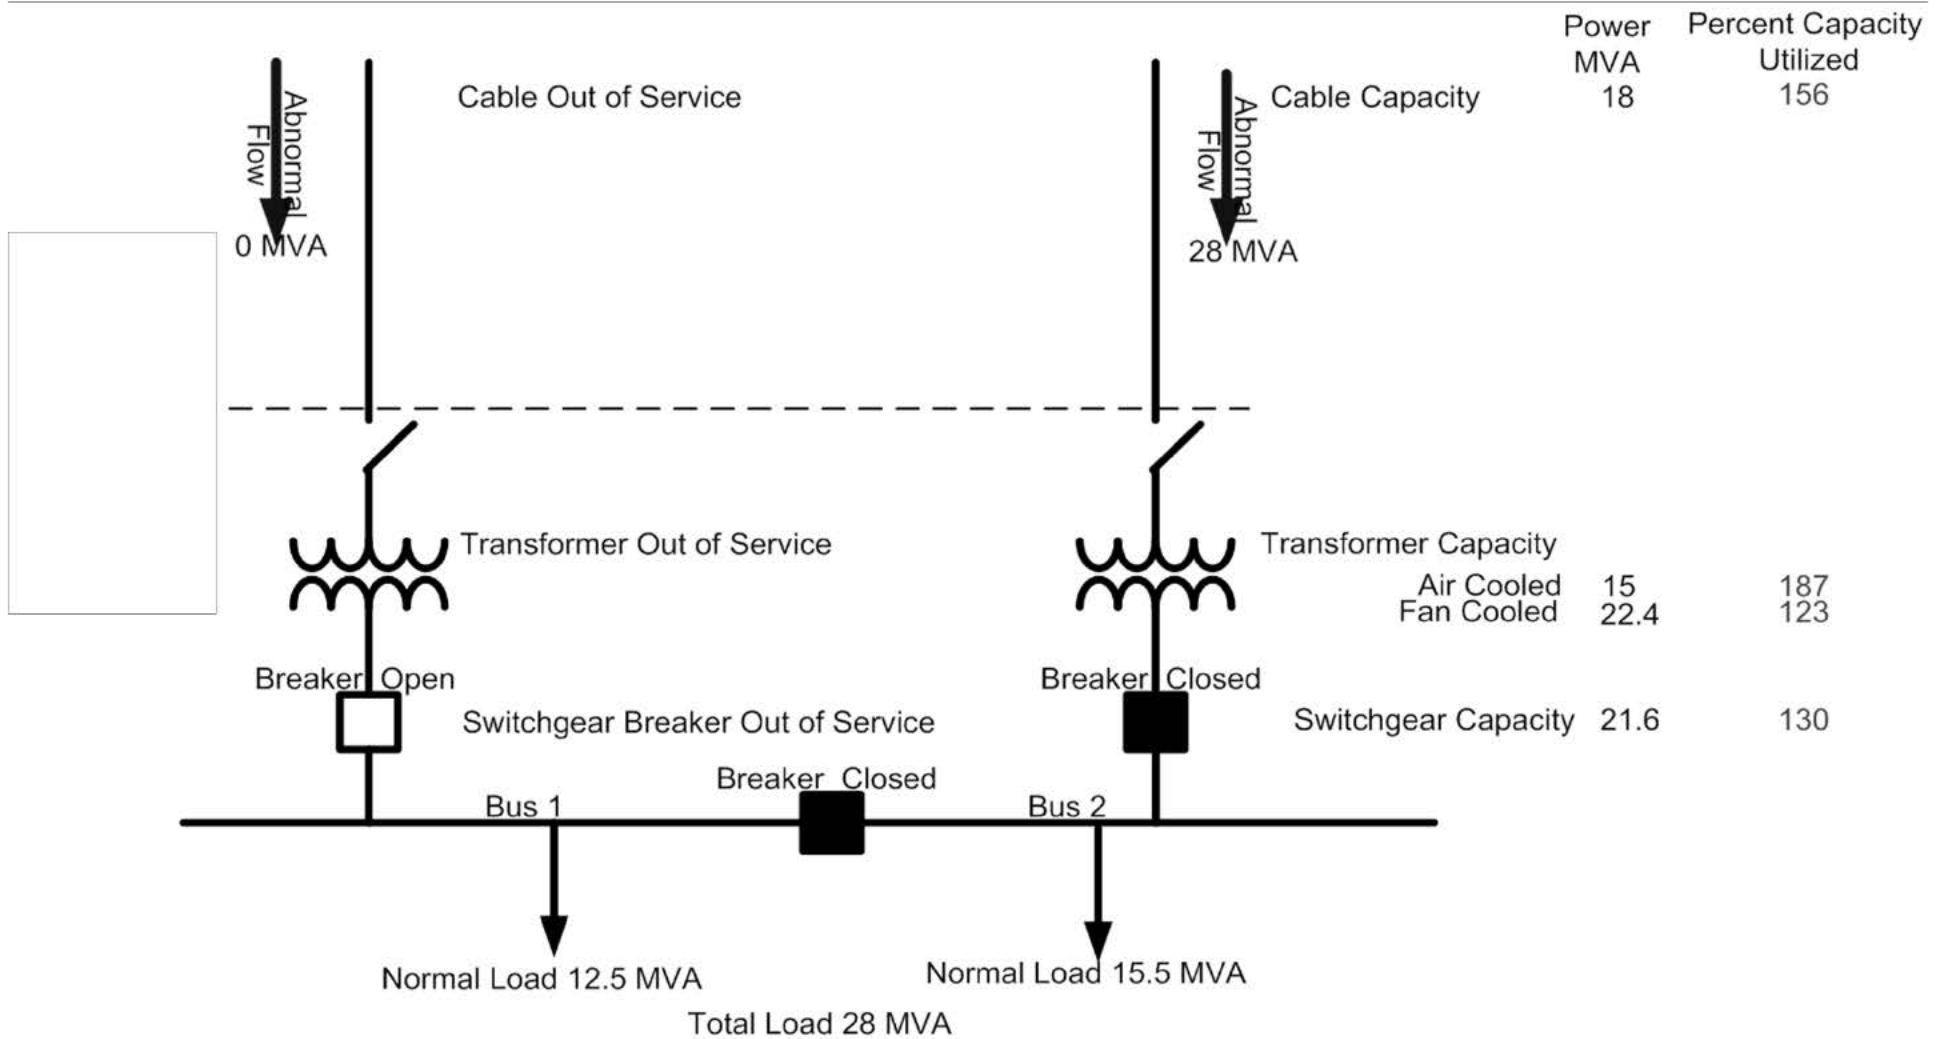 Power MVA
Percent Capacity Utilized
Cable Out of Service
Cable Capacity
18
156
Abnormal Flow
0 MVA
Abnormal Flow
28 MVA
Transformer Out of Service
Transformer Capacity
Air Cooled 15 187
Fan Cooled 22.4 123
Breaker Open
Breaker Closed
Switchgear Breaker Out of Service
Switchgear Capacity 21.6 130
Breaker Closed
Bus 1
Bus 2
Normal Load 12.5 MVA
Normal Load 15.5 MVA
Total Load 28 MVA